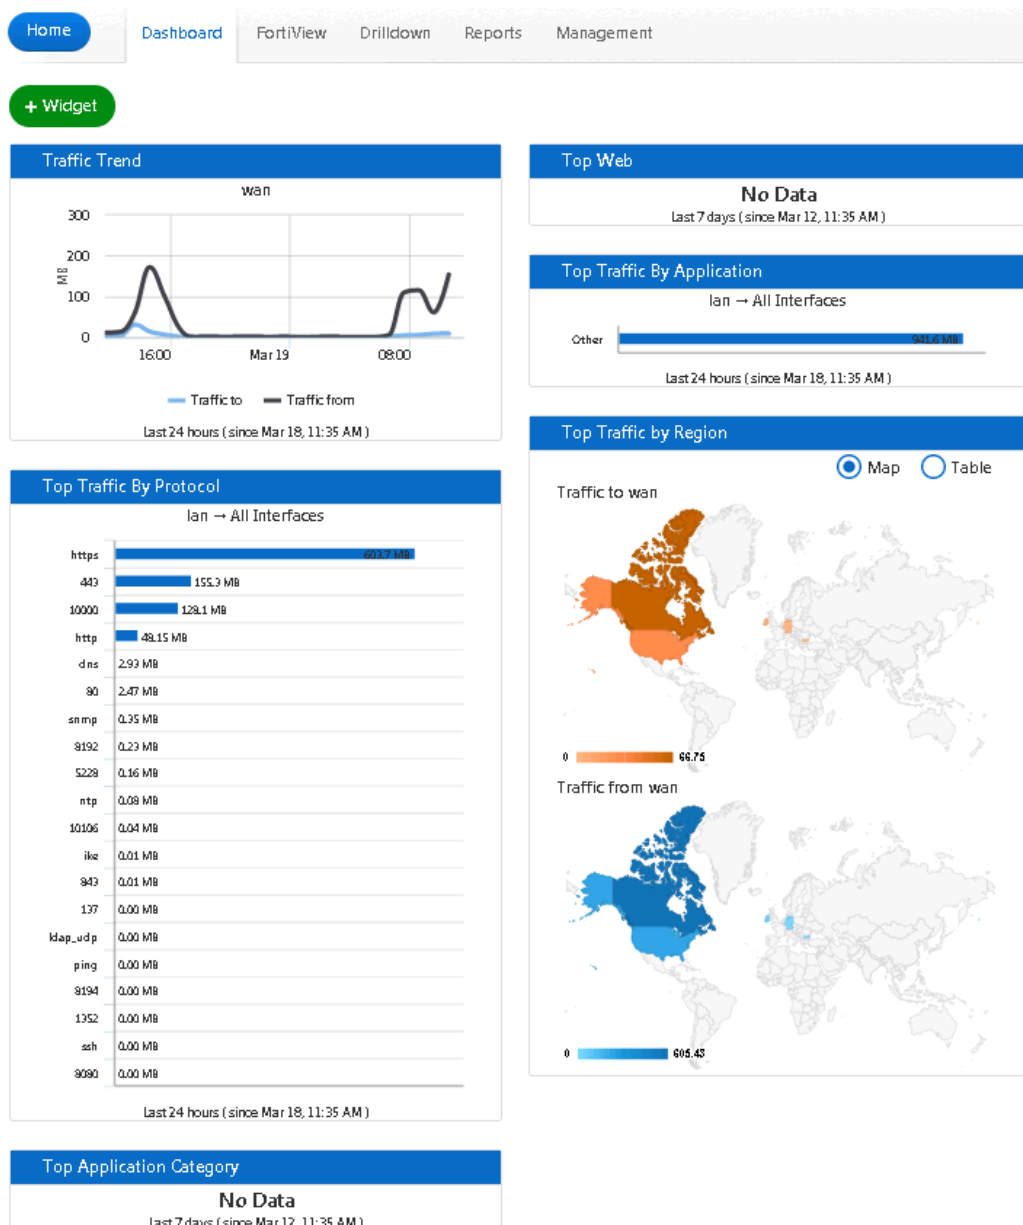 Home Dashboard FortiView Drilldown Reports Management
+ Widget
Traffic Trend
wan
300
200
100
0
MB
16:00 Mar 19 08:00
Traffic to Traffic from
Last 24 hours ( since Mar 18, 11:35 AM )
Top Traffic By Protocol
lan → All Interfaces
https 603.7 MB
443 155.3 MB
10000 128.1 MB
http 48.15 MB
dns 2.93 MB
80 2.47 MB
snmp 0.35 MB
8192 0.23 MB
5228 0.16 MB
ntp 0.08 MB
10106 0.04 MB
ike 0.01 MB
843 0.01 MB
137 0.00 MB
ldap_udp 0.00 MB
ping 0.00 MB
8194 0.00 MB
1352 0.00 MB
ssh 0.00 MB
8080 0.00 MB
Last 24 hours ( since Mar 18, 11:35 AM )
Top Application Category
No Data
Last 7 days ( since Mar 12, 11:35 AM )
Top Web
No Data
Last 7 days ( since Mar 12, 11:35 AM )
Top Traffic By Application
lan → All Interfaces
Other 941.6 MB
Last 24 hours ( since Mar 18, 11:35 AM )
Top Traffic by Region
Map Table
Traffic to wan
0 66.75
Traffic from wan
0 605.43